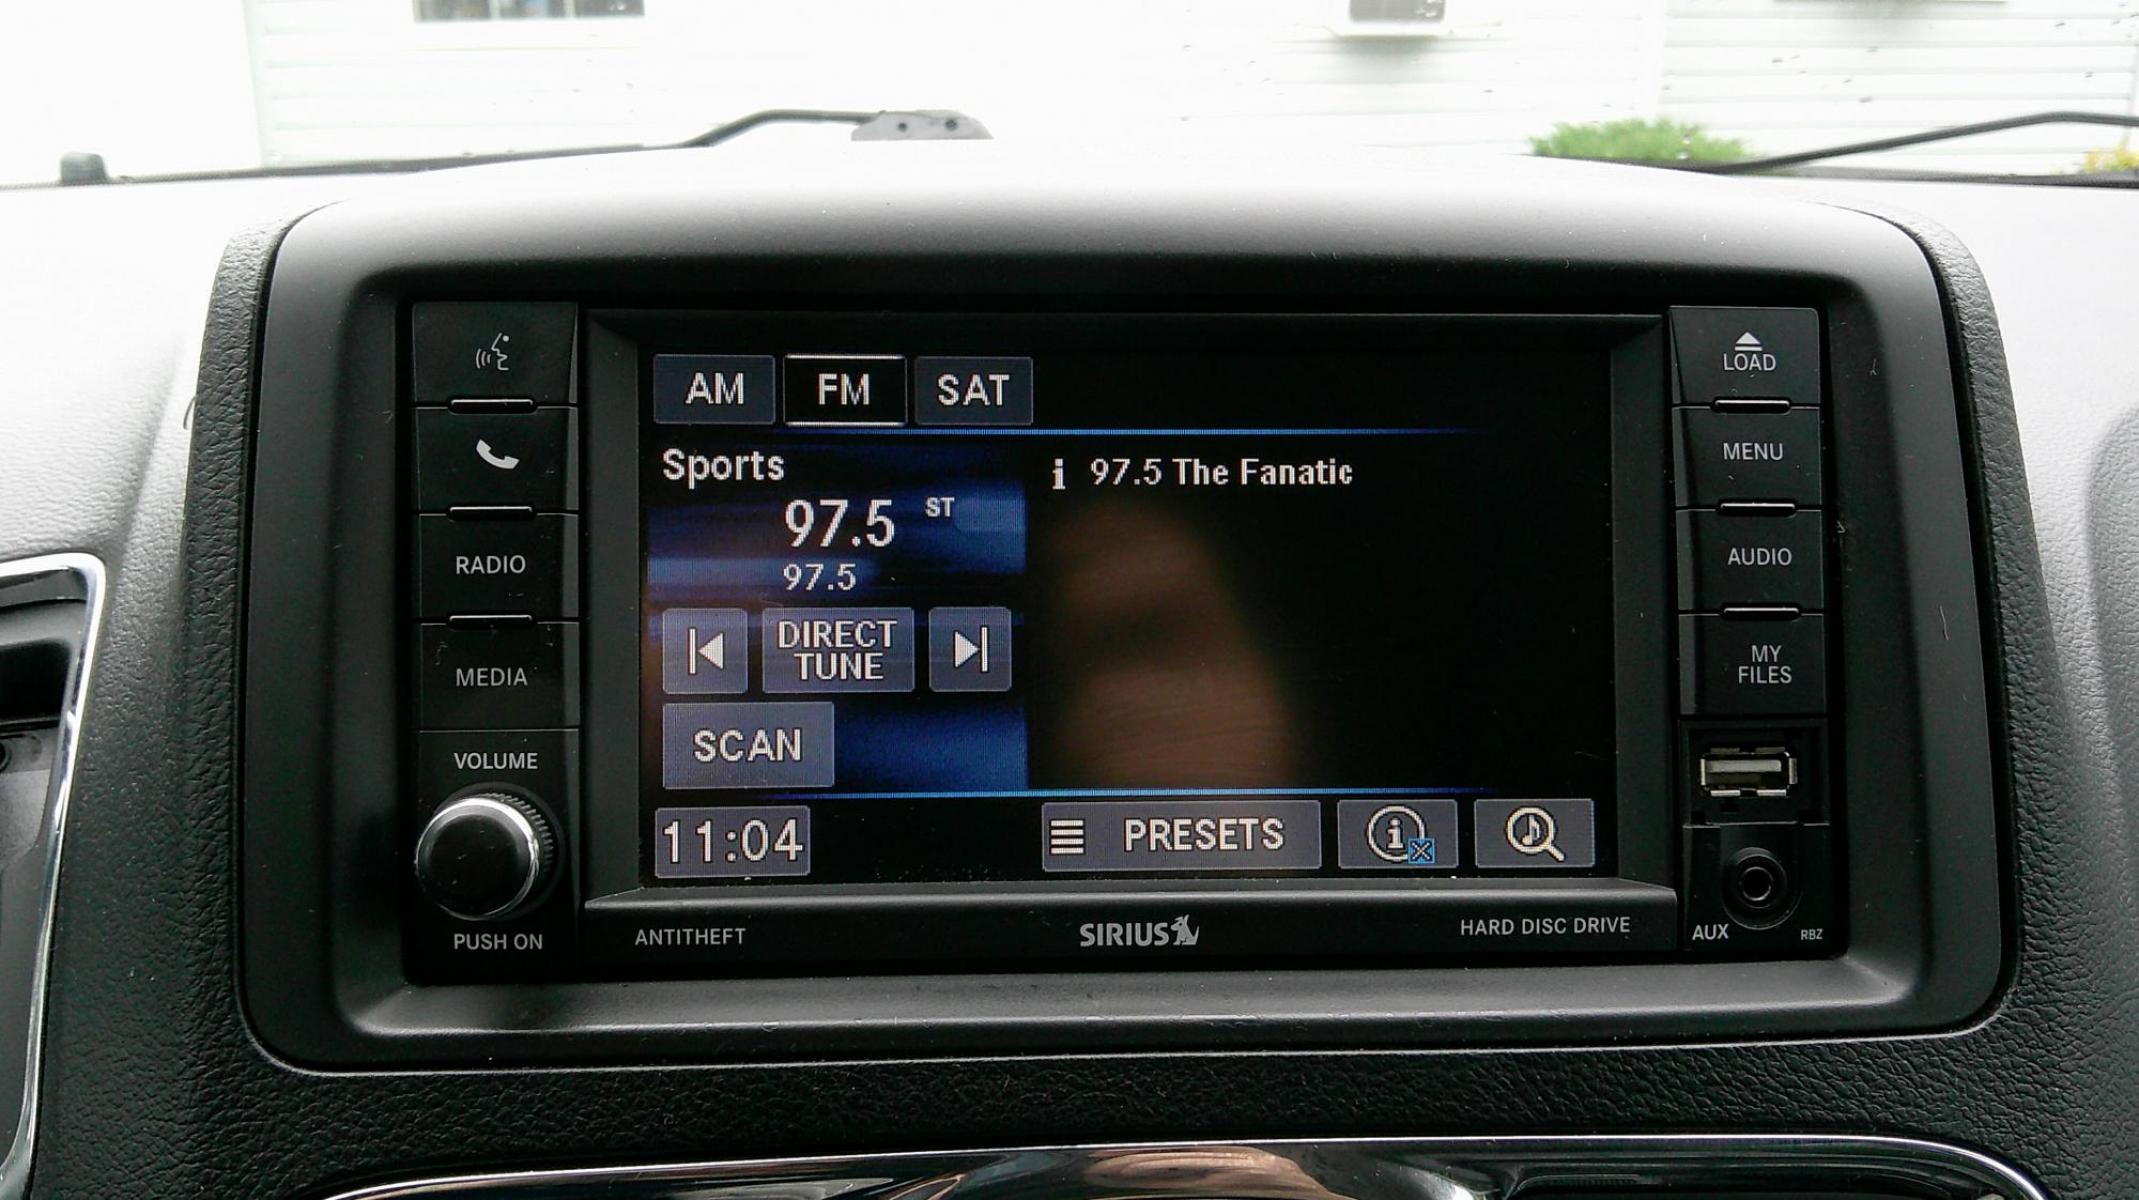 AM FM SAT
Sports
97.5 ST
97.5
i 97.5 The Fanatic
DIRECT
TUNE
SCAN
11:04
PRESETS
RADIO
MEDIA
VOLUME
PUSH ON
LOAD
MENU
AUDIO
MY
FILES
AUX
RBZ
ANTITHEFT
SIRIUS
HARD DISC DRIVE